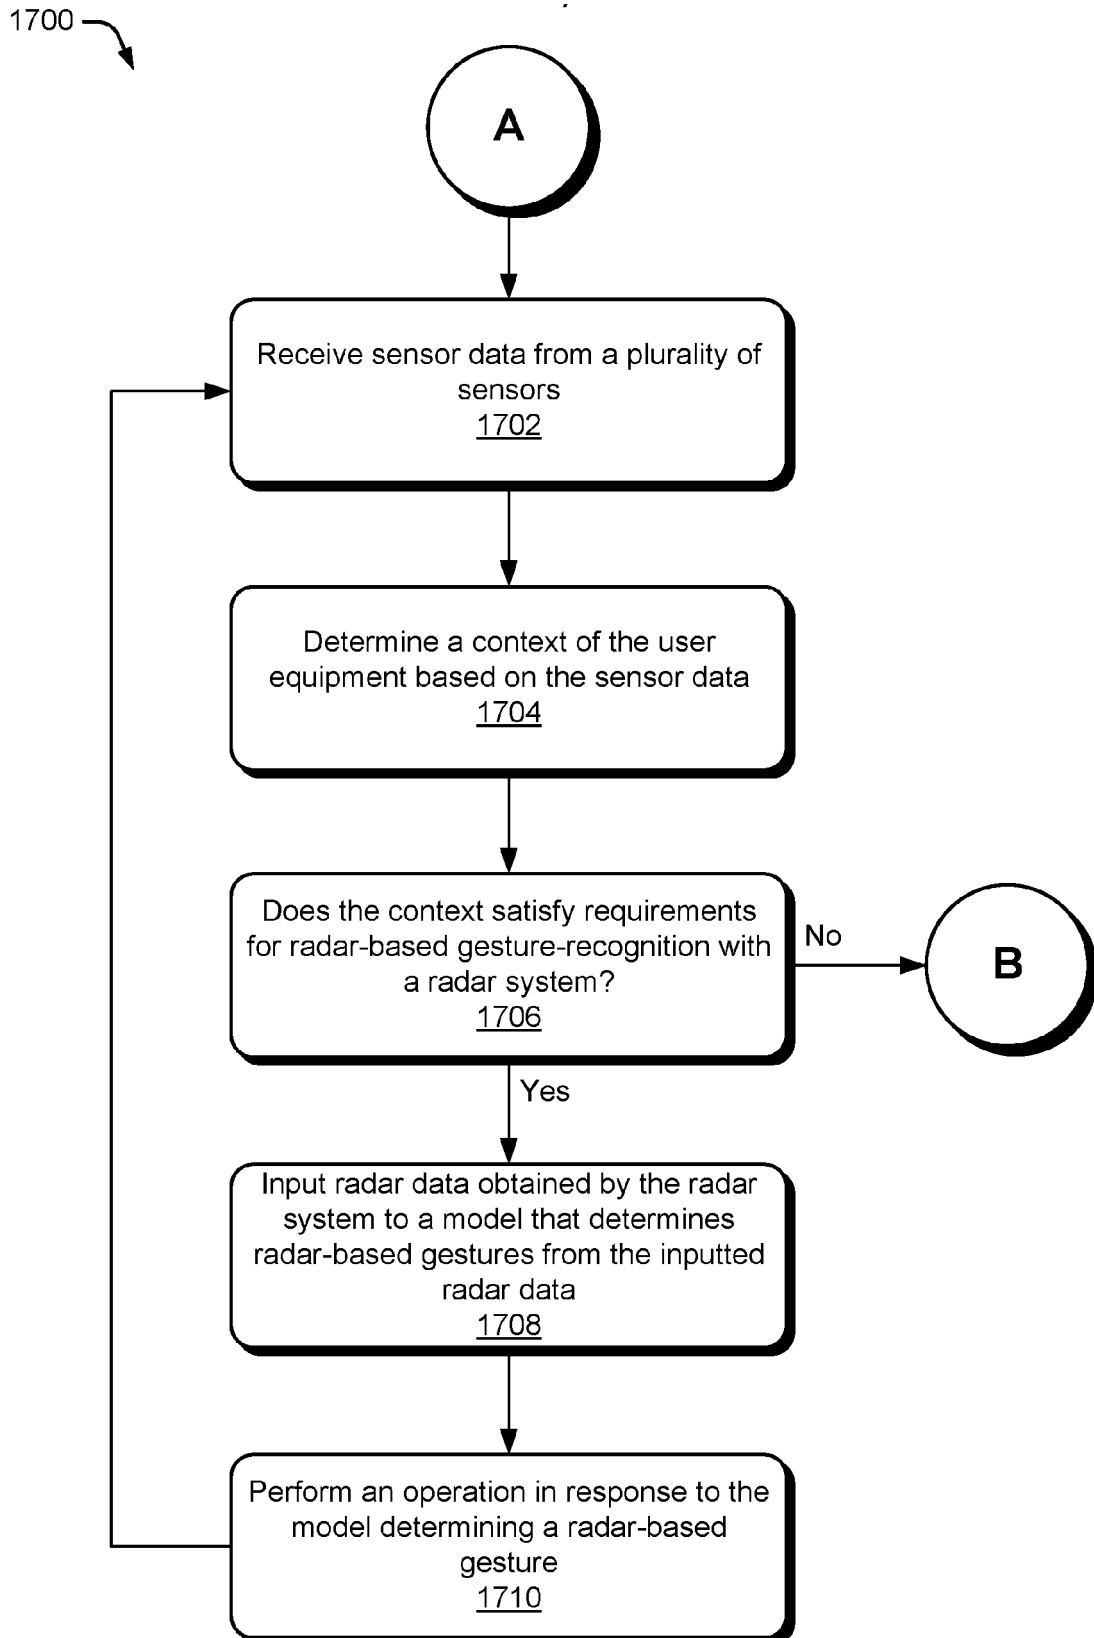 1700
A
Receive sensor data from a plurality of
sensors
1702
Determine a context of the user
equipment based on the sensor data
1704
Does the context satisfy requirements
for radar-based gesture-recognition with
a radar system?
1706
No
B
Yes
Input radar data obtained by the radar
system to a model that determines
radar-based gestures from the inputted
radar data
1708
Perform an operation in response to the
model determining a radar-based
gesture
1710